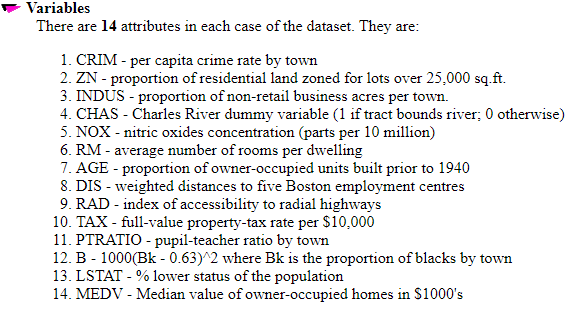 Variables
There are 14 attributes in each case of the dataset. They are:
1. CRIM - per capita crime rate by town
2. ZN - proportion of residential land zoned for lots over 25,000 sq.ft.
3. INDUS - proportion of non-retail business acres per town.
4. CHAS - Charles River dummy variable (1 if tract bounds river; 0 otherwise)
5. NOX - nitric oxides concentration (parts per 10 million)
6. RM - average number of rooms per dwelling
7. AGE - proportion of owner-occupied units built prior to 1940
8. DIS - weighted distances to five Boston employment centres
9. RAD - index of accessibility to radial highways
10. TAX - full-value property-tax rate per $10,000
11. PTRATIO - pupil-teacher ratio by town
12. B - 1000(Bk - 0.63)^2 where Bk is the proportion of blacks by town
13. LSTAT - % lower status of the population
14. MEDV - Median value of owner-occupied homes in $1000's